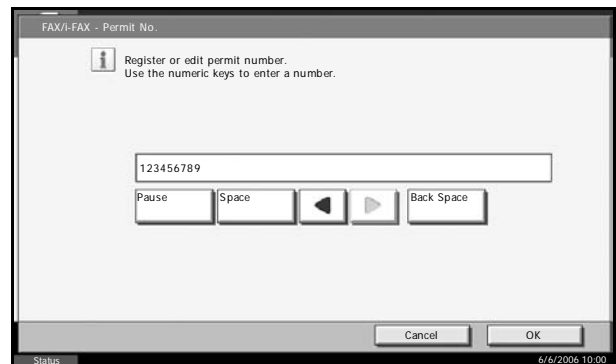 FAX/i-FAX - Permit No.
Register or edit permit number.
Use the numeric keys to enter a number.
123456789
Pause
Space
Back Space
Cancel
OK
Status
6/6/2006 10:00